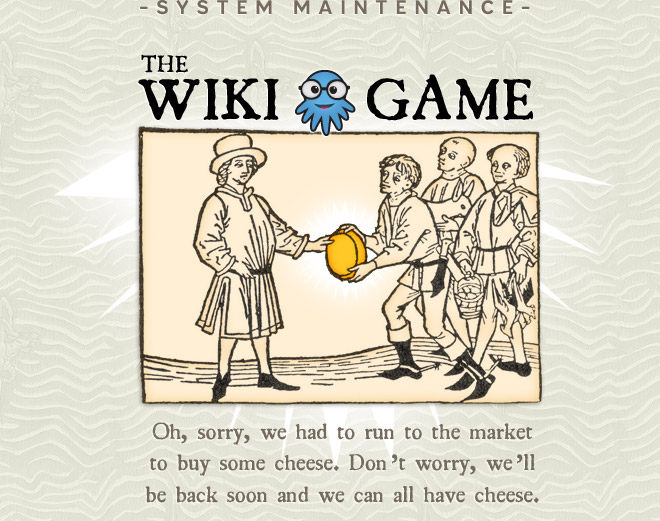 -SYSTEM MAINTENANCE-
THE
WIKI GAME
Oh, sorry, we had to run to the market
to buy some cheese. Don't worry, we'll
be back soon and we can all have cheese.